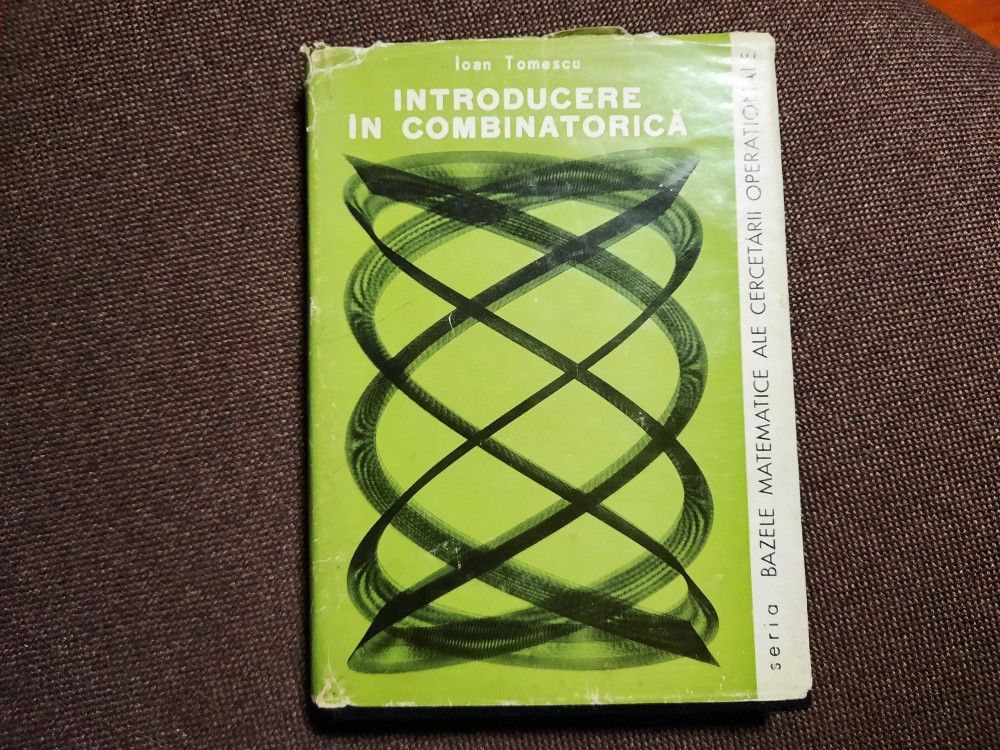 Ioan Tomescu
INTRODUCERE
ÎN COMBINATORICĂ
seria BAZELE MATEMATICE ALE CERCETĂRII OPERAȚIONALE